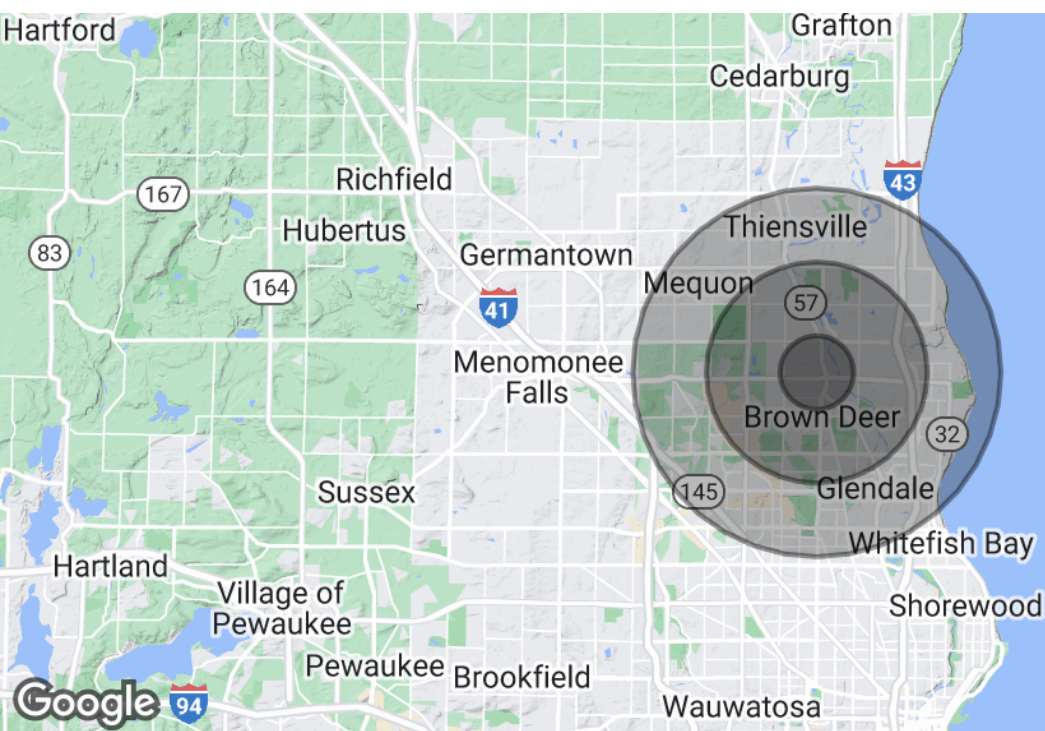 Hartford
Grafton
Cedarburg
Richfield
167
43
Hubertus
Thiensville
83
Germantown
164
Mequon
57
41
Menomonee
Falls
Brown Deer
32
Sussex
145
Glendale
Whitefish Bay
Hartland
Village of
Pewaukee
Shorewood
Pewaukee
Brookfield
Google
94
Wauwatosa